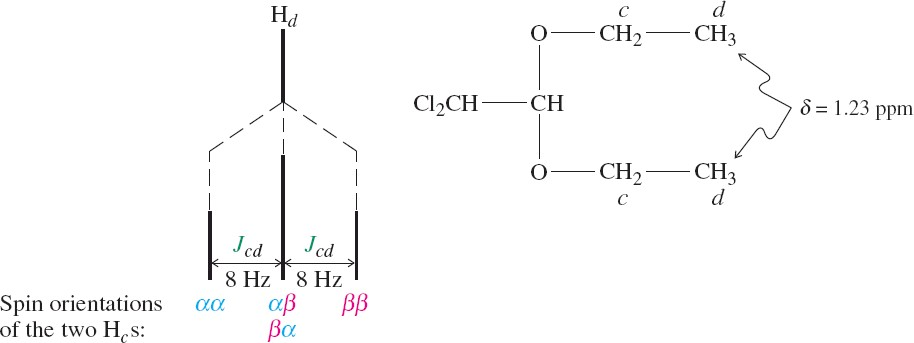 H_d
c d
O CH₂ CH₃
Cl₂CH CH
δ = 1.23 ppm
O CH₂ CH₃
c d
J_cd J_cd
8 Hz 8 Hz
Spin orientations αα αβ ββ
of the two H_c s: βα